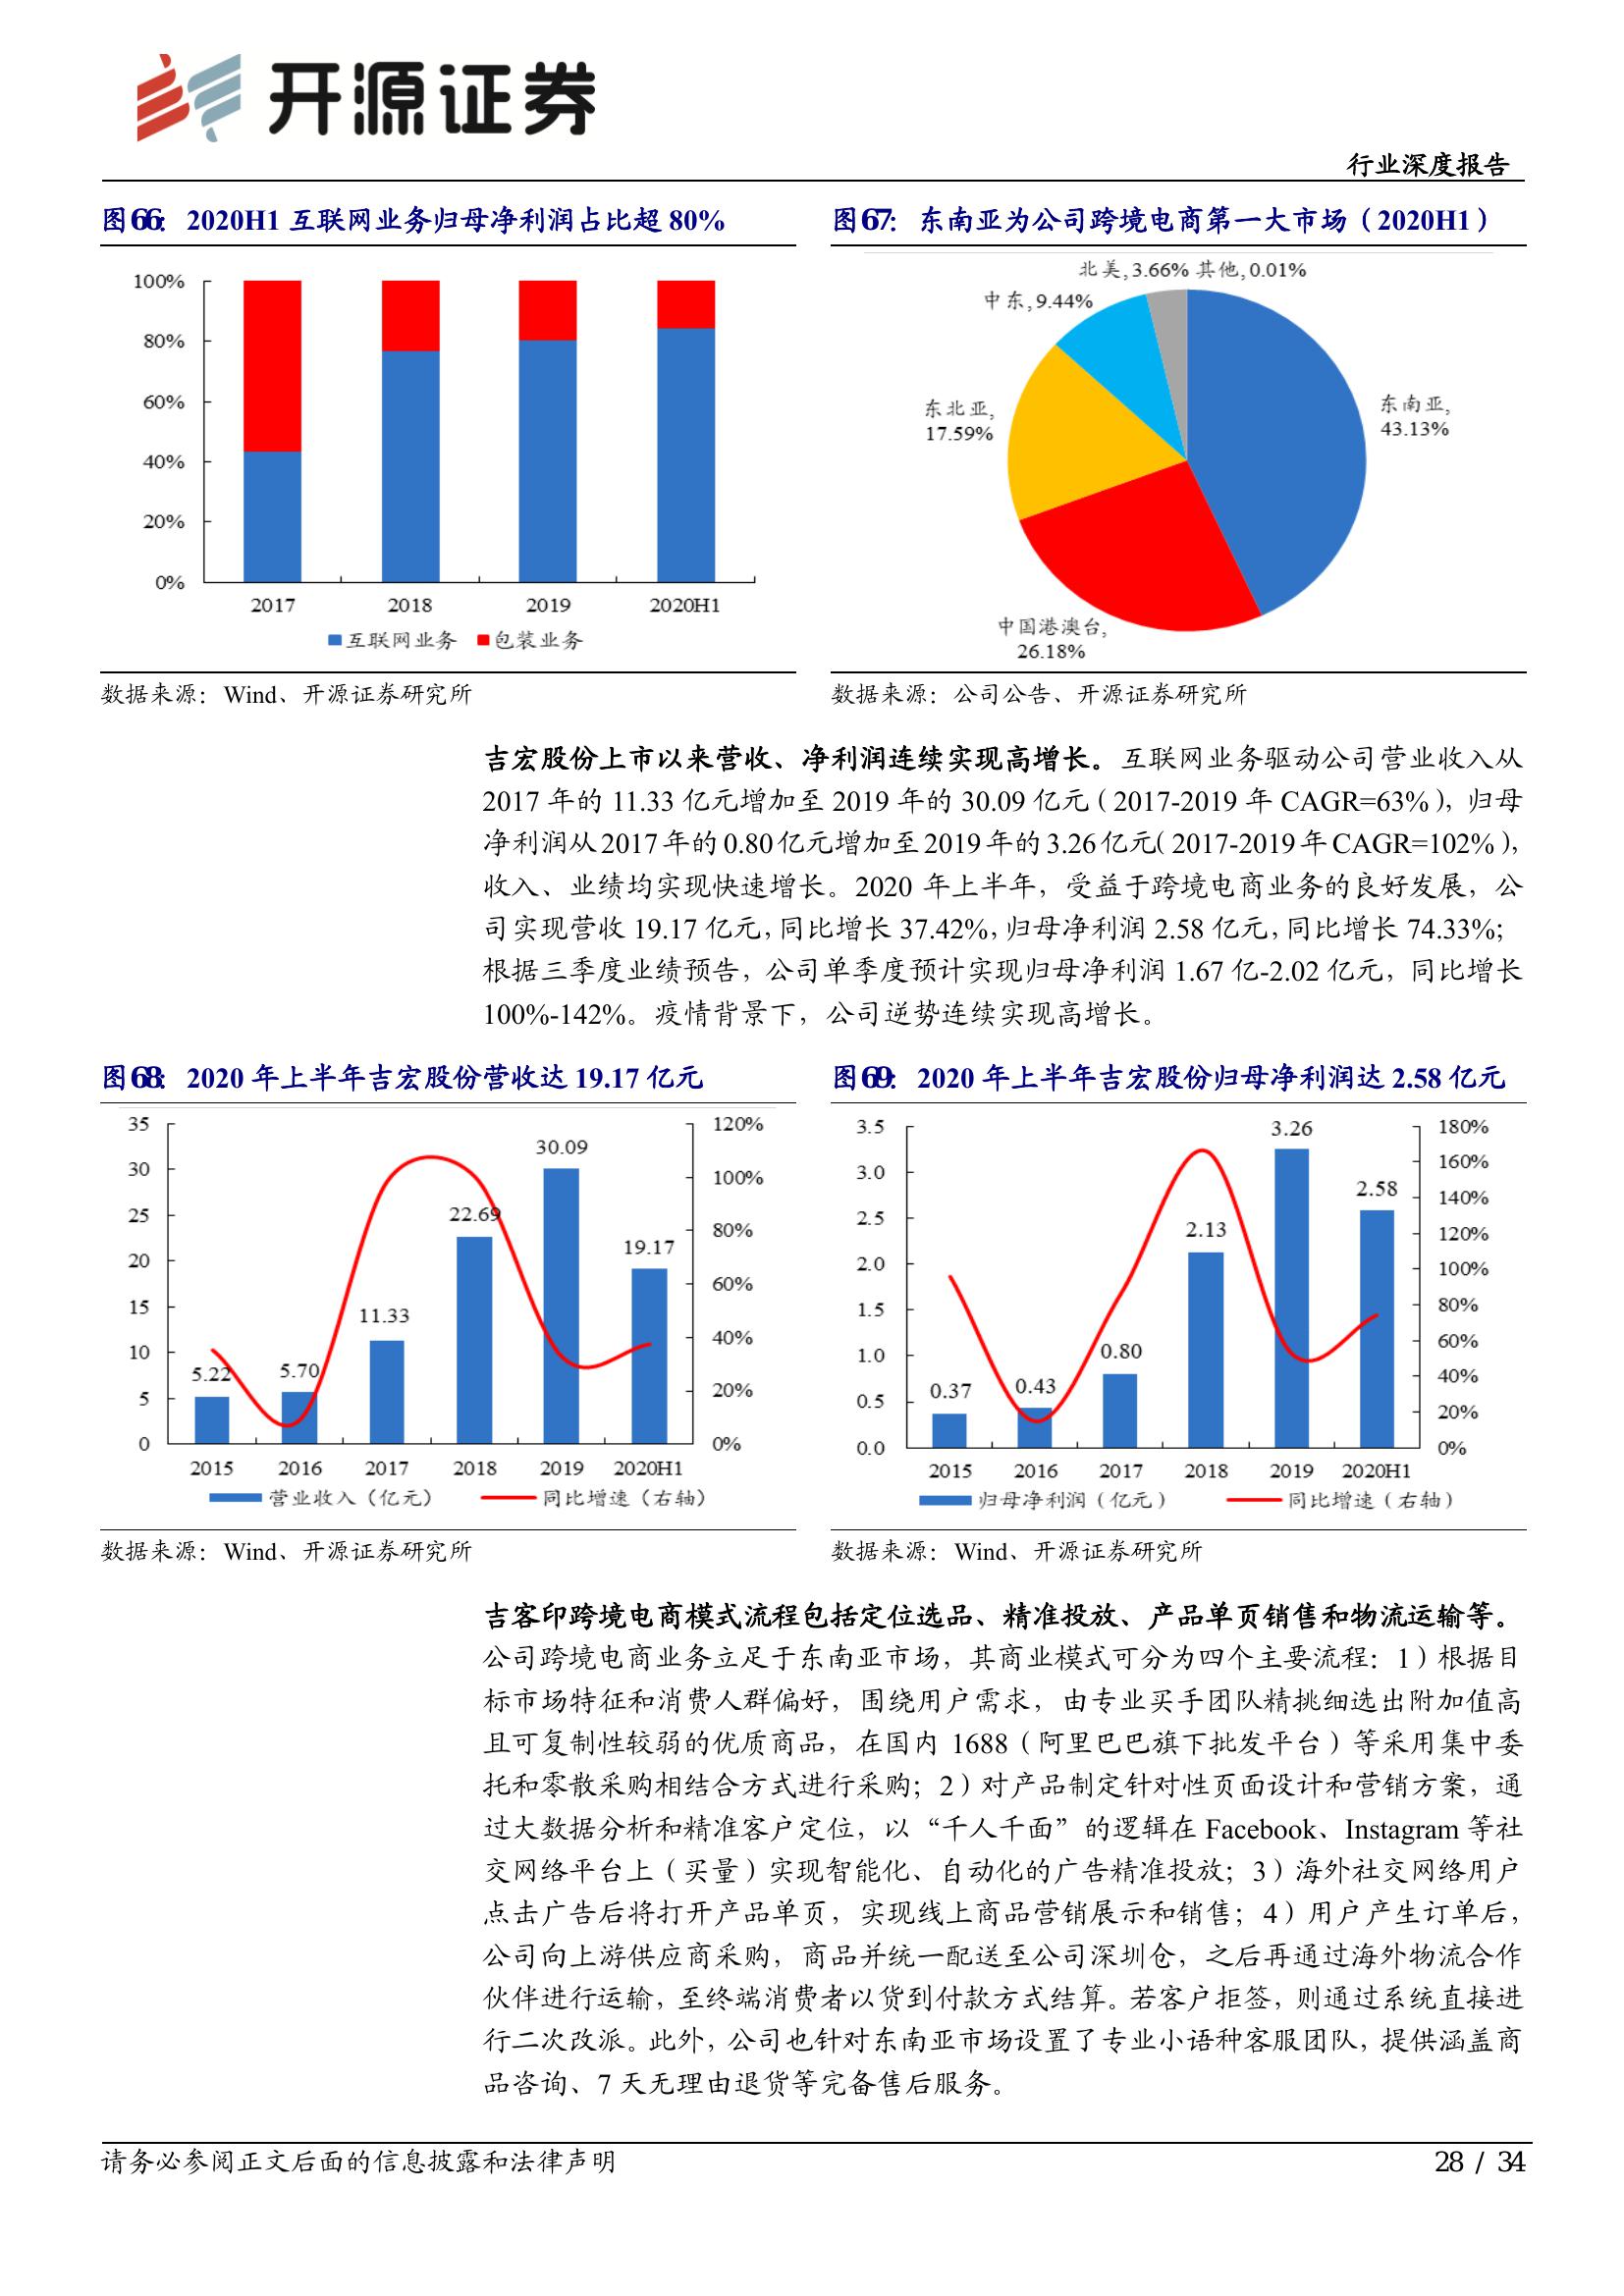 开源证券
行业深度报告
图66： 2020H1 互联网业务归母净利润占比超 80%
100%
80%
60%
40%
20%
0%
2017 2018 2019 2020H1
互联网业务 包装业务
数据来源：Wind、开源证券研究所
图67： 东南亚为公司跨境电商第一大市场（2020H1）
北美,3.66% 其他,0.01%
中东,9.44%
东北亚,
17.59%
东南亚,
43.13%
中国港澳台,
26.18%
数据来源：公司公告、开源证券研究所
吉宏股份上市以来营收、净利润连续实现高增长。互联网业务驱动公司营业收入从
2017 年的 11.33 亿元增加至 2019 年的 30.09 亿元（2017-2019 年 CAGR=63%），归母
净利润从 2017 年的 0.80 亿元增加至 2019 年的 3.26 亿元（2017-2019 年 CAGR=102%），
收入、业绩均实现快速增长。2020 年上半年，受益于跨境电商业务的良好发展，公
司实现营收 19.17 亿元，同比增长 37.42%，归母净利润 2.58 亿元，同比增长 74.33%；
根据三季度业绩预告，公司单季度预计实现归母净利润 1.67 亿-2.02 亿元，同比增长
100%-142%。疫情背景下，公司逆势连续实现高增长。
图68： 2020 年上半年吉宏股份营收达 19.17 亿元
35
30
25
20
15
10
5
0
120%
100%
80%
60%
40%
20%
0%
5.22 5.70 11.33 22.69 30.09 19.17
2015 2016 2017 2018 2019 2020H1
营业收入（亿元） 同比增速（右轴）
数据来源：Wind、开源证券研究所
图69： 2020 年上半年吉宏股份归母净利润达 2.58 亿元
3.5
3.0
2.5
2.0
1.5
1.0
0.5
0.0
180%
160%
140%
120%
100%
80%
60%
40%
20%
0%
0.37 0.43 0.80 2.13 3.26 2.58
2015 2016 2017 2018 2019 2020H1
归母净利润（亿元） 同比增速（右轴）
数据来源：Wind、开源证券研究所
吉客印跨境电商模式流程包括定位选品、精准投放、产品单页销售和物流运输等。
公司跨境电商业务立足于东南亚市场，其商业模式可分为四个主要流程：1）根据目
标市场特征和消费人群偏好，围绕用户需求，由专业买手团队精挑细选出附加值高
且可复制性较弱的优质商品，在国内 1688（阿里巴巴旗下批发平台）等采用集中委
托和零散采购相结合方式进行采购；2）对产品制定针对性页面设计和营销方案，通
过大数据分析和精准客户定位，以“千人千面”的逻辑在 Facebook、Instagram 等社
交网络平台上（买量）实现智能化、自动化的广告精准投放；3）海外社交网络用户
点击广告后将打开产品单页，实现线上商品营销展示和销售；4）用户产生订单后，
公司向上游供应商采购，商品并统一配送至公司深圳仓，之后再通过海外物流合作
伙伴进行运输，至终端消费者以货到付款方式结算。若客户拒签，则通过系统直接进
行二次改派。此外，公司也针对东南亚市场设置了专业小语种客服团队，提供涵盖商
品咨询、7 天无理由退货等完备售后服务。
请务必参阅正文后面的信息披露和法律声明
28 / 34